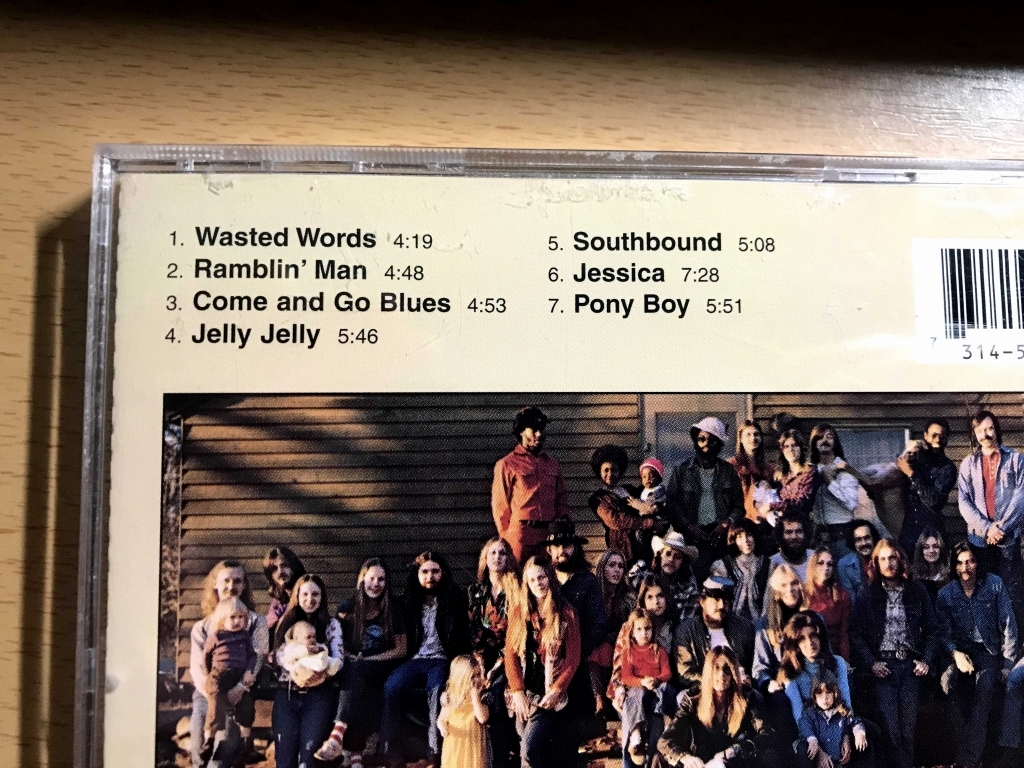 1. Wasted Words 4:19
2. Ramblin' Man 4:48
3. Come and Go Blues 4:53
4. Jelly Jelly 5:46
5. Southbound 5:08
6. Jessica 7:28
7. Pony Boy 5:51
7 314-5